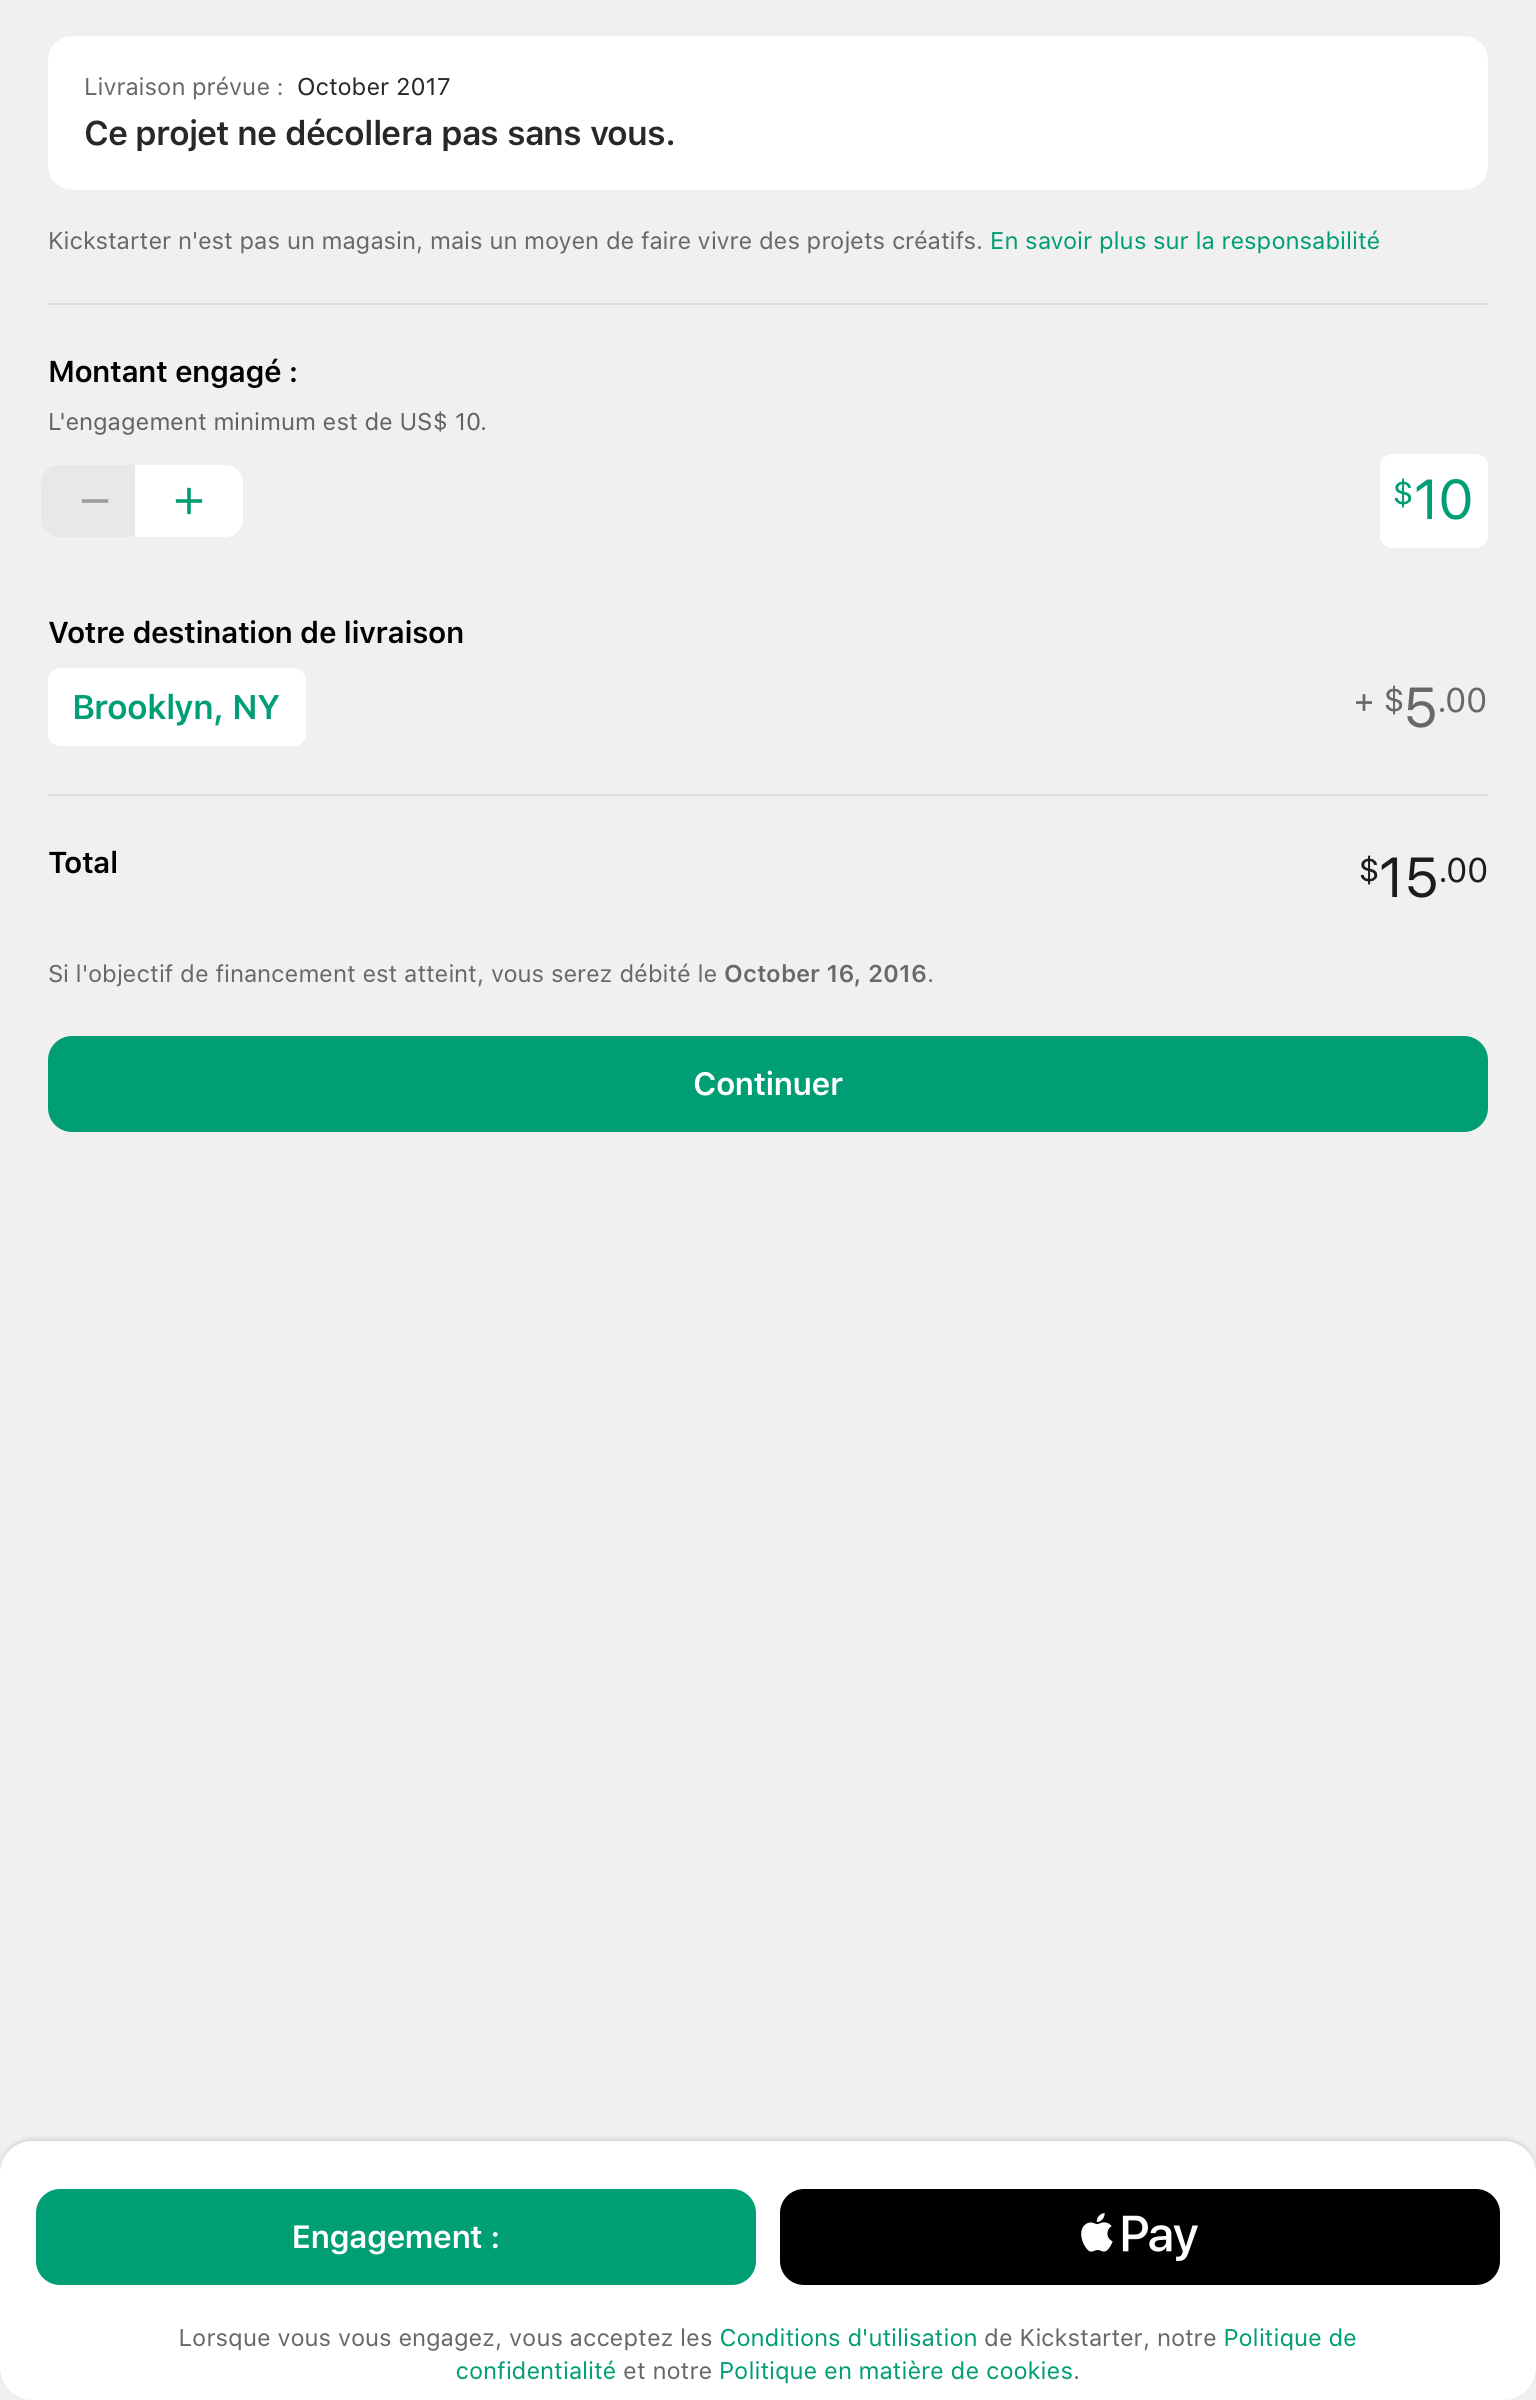 Livraison prévue : October 2017
Ce projet ne décollera pas sans vous.
Kickstarter n'est pas un magasin, mais un moyen de faire vivre des projets créatifs. En savoir plus sur la responsabilité
Montant engagé :
L'engagement minimum est de US$ 10.
− + $10
Votre destination de livraison
Brooklyn, NY + $5.00
Total $15.00
Si l'objectif de financement est atteint, vous serez débité le October 16, 2016.
Continuer
Engagement : Pay
Lorsque vous vous engagez, vous acceptez les Conditions d'utilisation de Kickstarter, notre Politique de
confidentialité et notre Politique en matière de cookies.